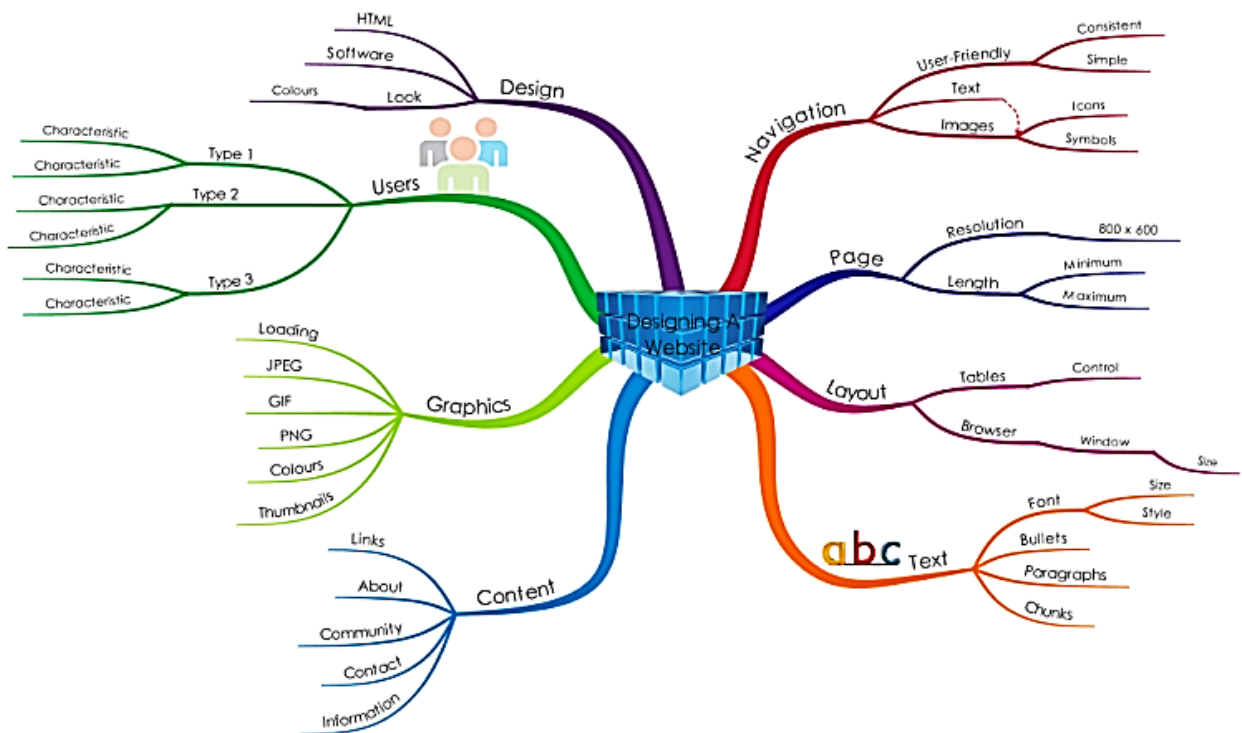 Designing A
Website
Navigation
User-Friendly
Consistent
Simple
Text
Images
Icons
Symbols
Page
Resolution
800 x 600
Length
Minimum
Maximum
Layout
Tables
Control
Browser
Window
Size
abc
Text
Font
Size
Style
Bullets
Paragraphs
Chunks
Content
Links
About
Community
Contact
Information
Graphics
Loading
JPEG
GIF
PNG
Colours
Thumbnails
Users
Type 1
Characteristic
Characteristic
Type 2
Characteristic
Characteristic
Type 3
Characteristic
Characteristic
Design
HTML
Software
Look
Colours